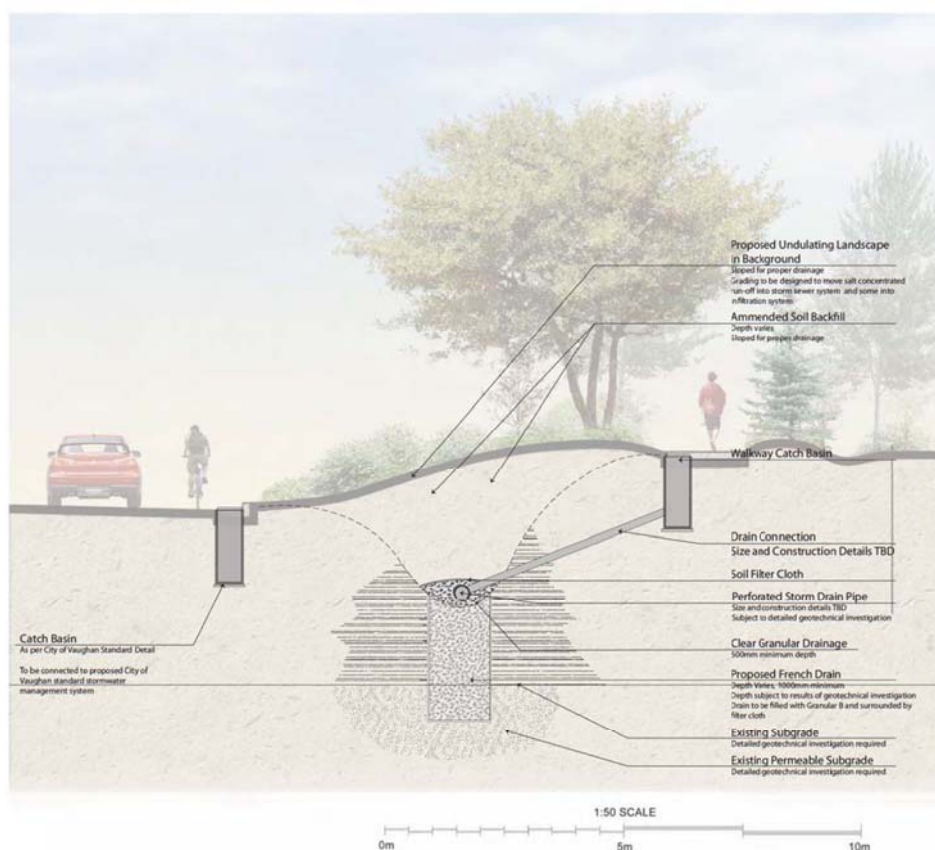 Proposed Undulating Landscape
in Background
Sloped for proper drainage
Grading to be designed to move salt concentrated
run-off into storm sewer system and some into
infiltration system
Ammended Soil Backfill
Depth varies
Sloped for proper drainage
Walkway Catch Basin
Drain Connection
Size and Construction Details TBD
Soil Filter Cloth
Perforated Storm Drain Pipe
Size and construction details TBD
Subject to detailed geotechnical investigation
Catch Basin
As per City of Vaughan Standard Detail
To be connected to proposed City of
Vaughan standard stormwater
management system
Clear Granular Drainage
500mm minimum depth
Proposed French Drain
Depth Varies, 1000mm minimum
Depth subject to results of geotechnical investigation
Drain to be filled with Granular B and surrounded by
filter cloth
Existing Subgrade
Detailed geotechnical investigation required
Existing Permeable Subgrade
Detailed geotechnical investigation required
1:50 SCALE
0m 5m 10m